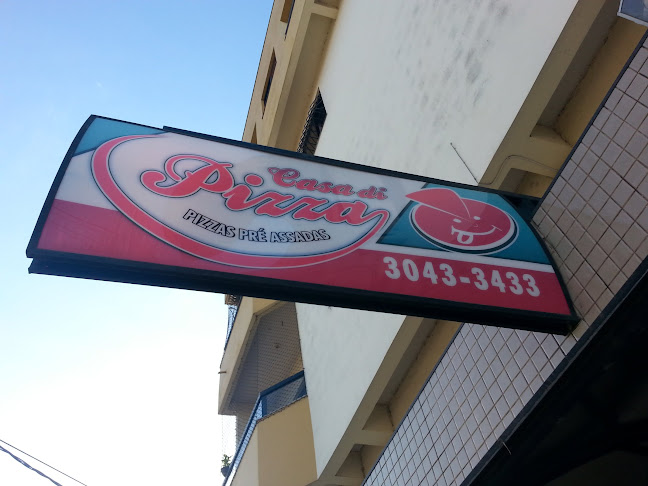 Casa di
Pizza
PIZZAS PRÉ ASSADAS
3043-3433